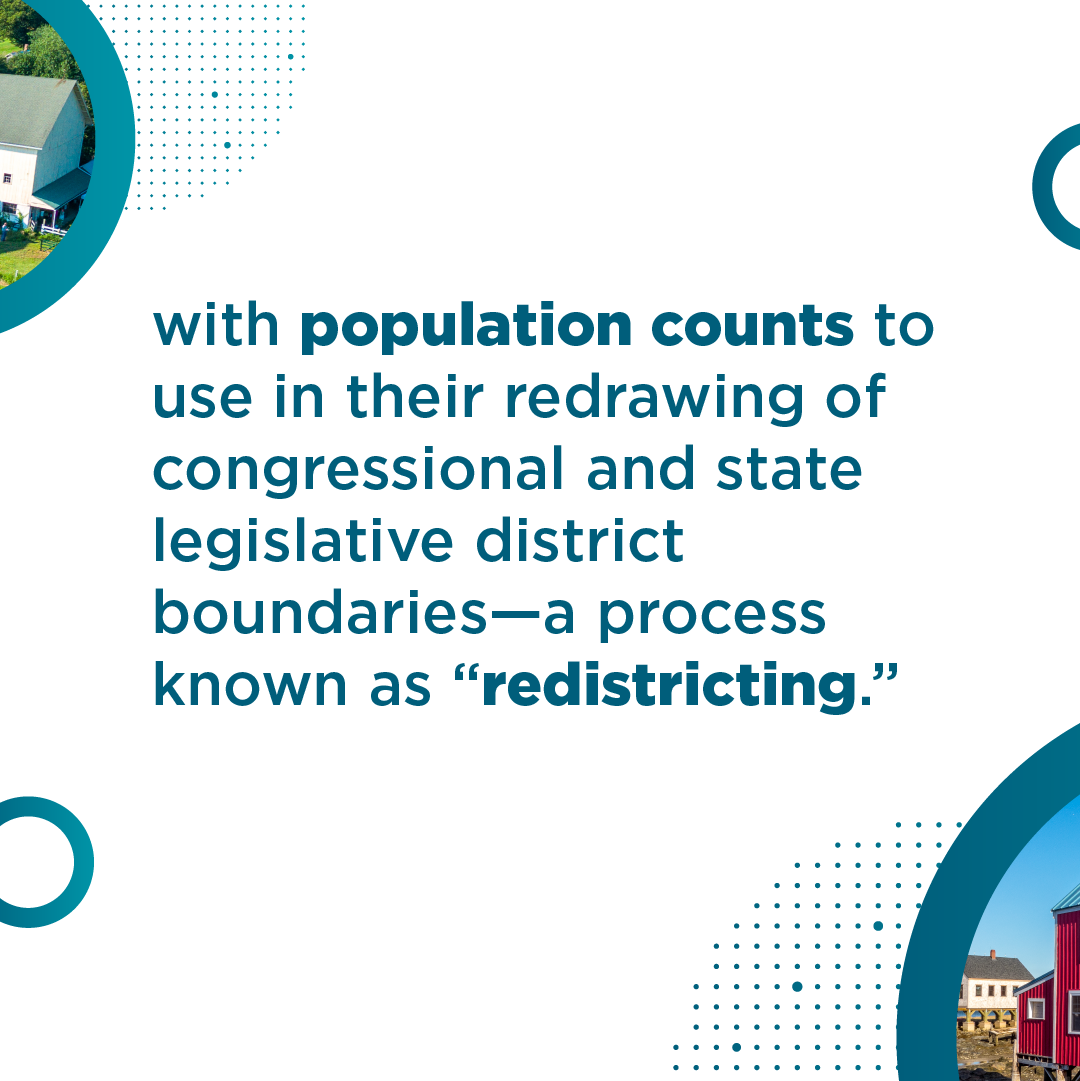 with population counts to
use in their redrawing of
congressional and state
legislative district
boundaries—a process
known as “redistricting.”